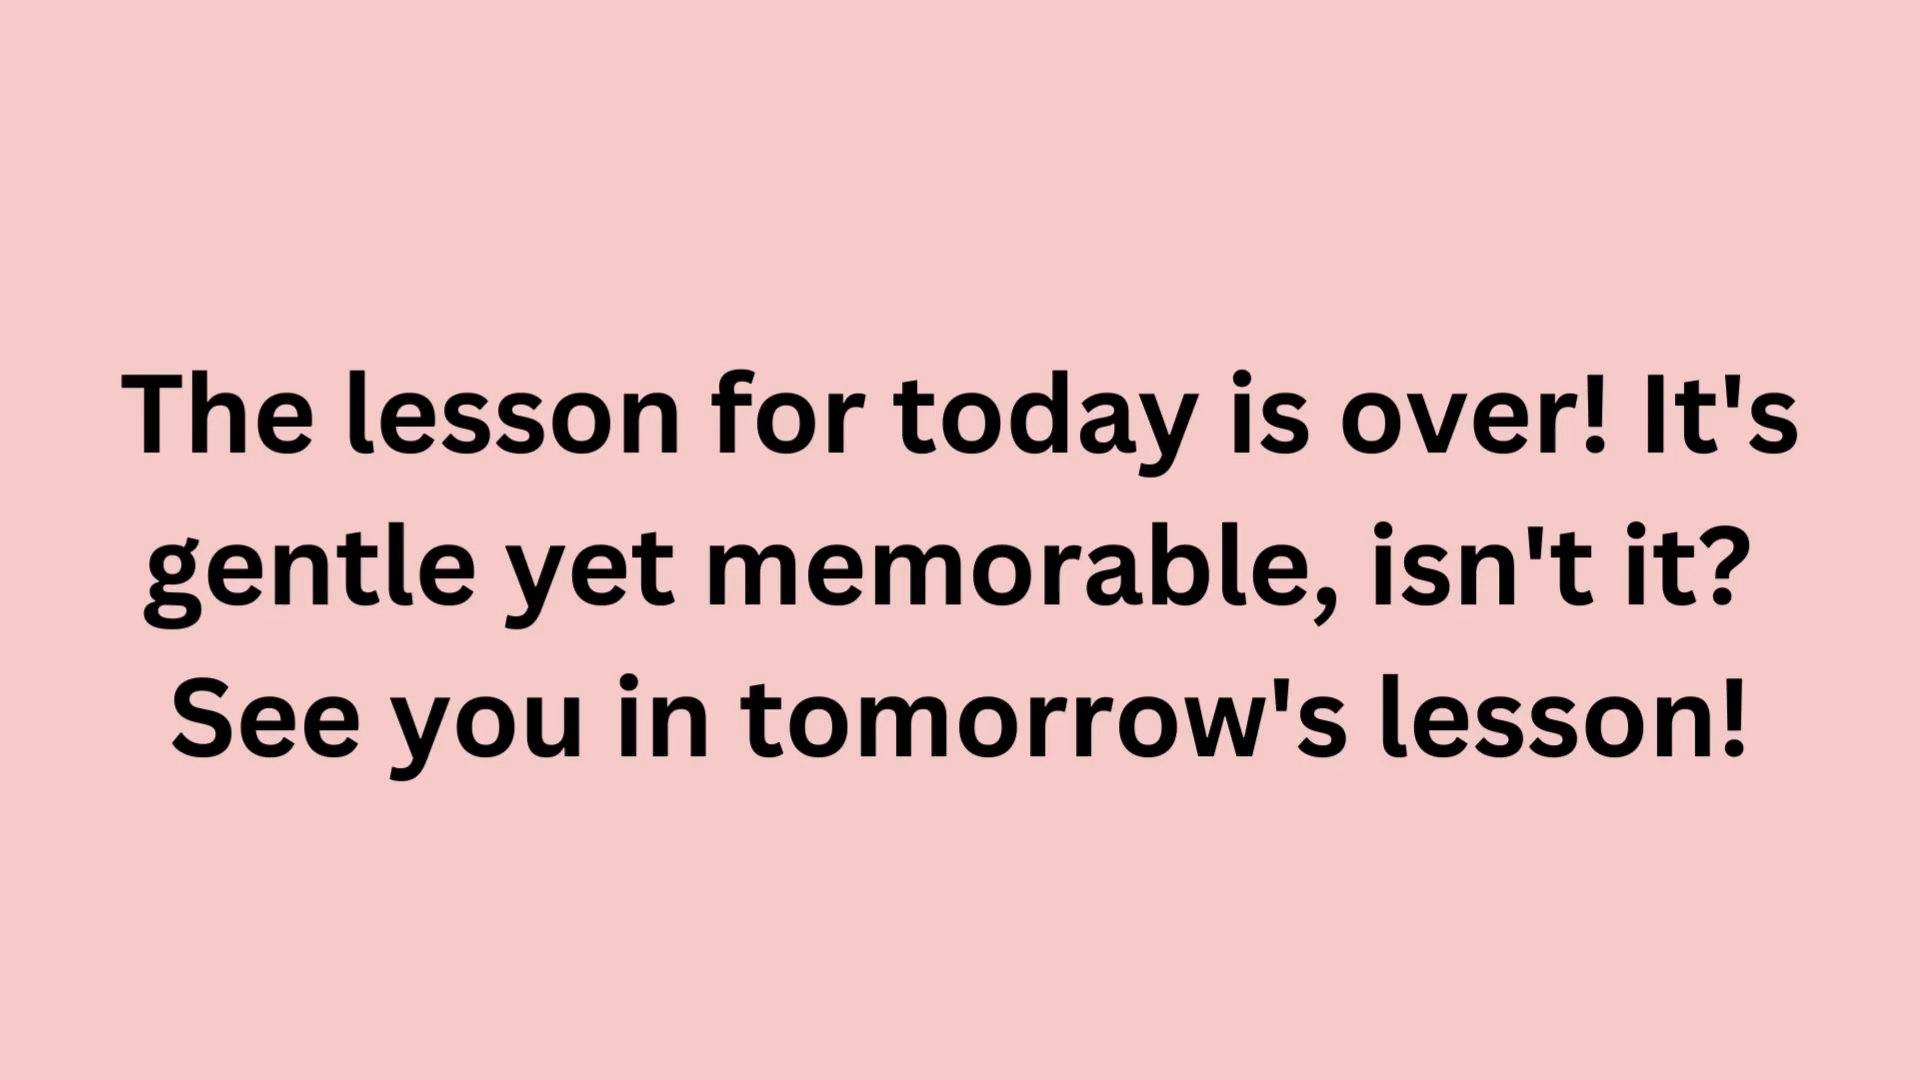 The lesson for today is over! It's
gentle yet memorable, isn't it?
See you in tomorrow's lesson!